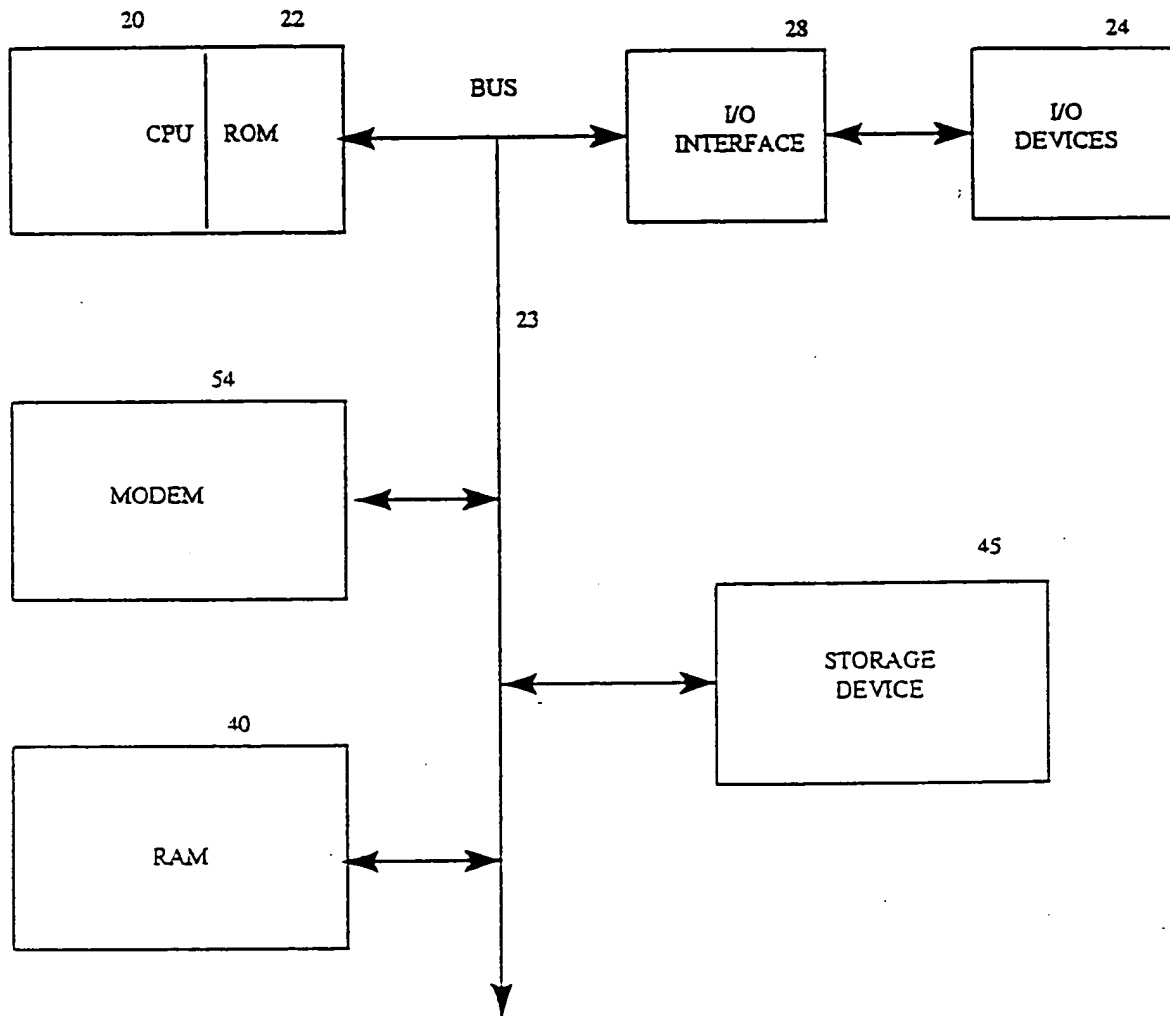 20
22
28
24
BUS
CPU
ROM
I/O
INTERFACE
I/O
DEVICES
23
54
MODEM
45
STORAGE
DEVICE
40
RAM